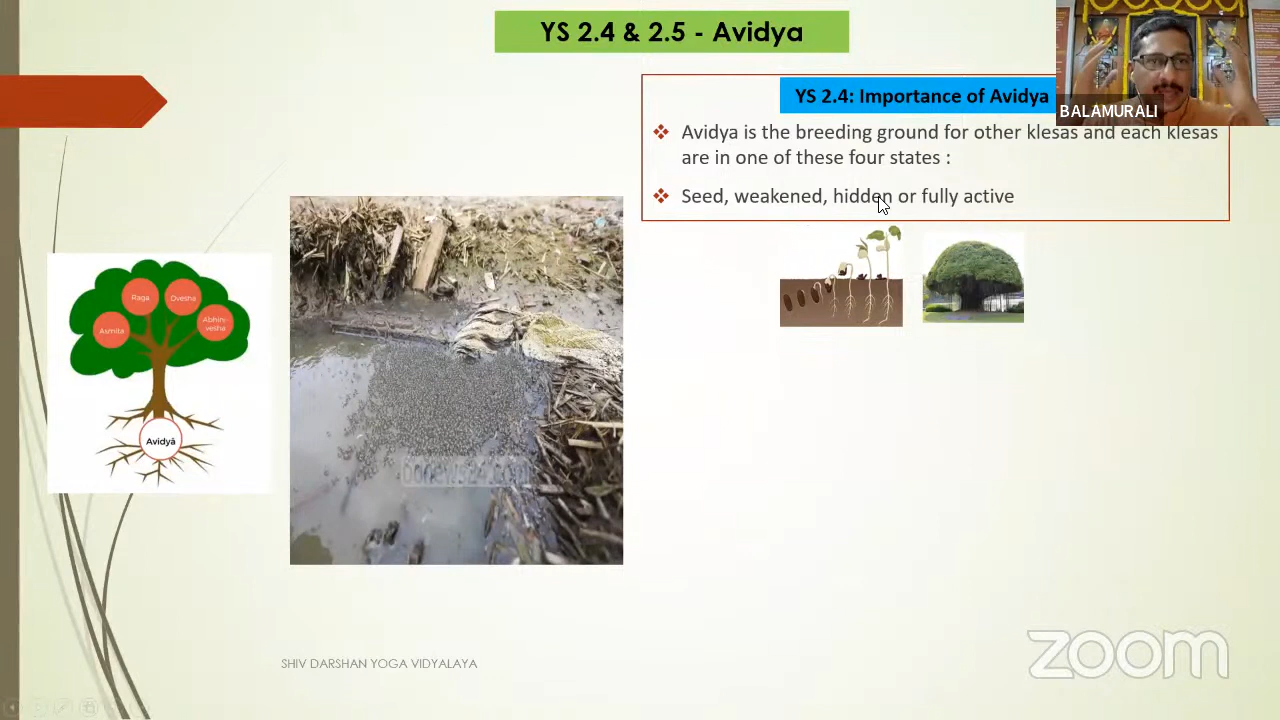 YS 2.4 & 2.5 - Avidya
YS 2.4: Importance of Avidya
BALAMURALI
❖ Avidya is the breeding ground for other klesas and each klesas
are in one of these four states :
❖ Seed, weakened, hidden or fully active
Raga
Dvesha
Asmita
Abhini-
vesha
Avidyā
SHIV DARSHAN YOGA VIDYALAYA
zoom